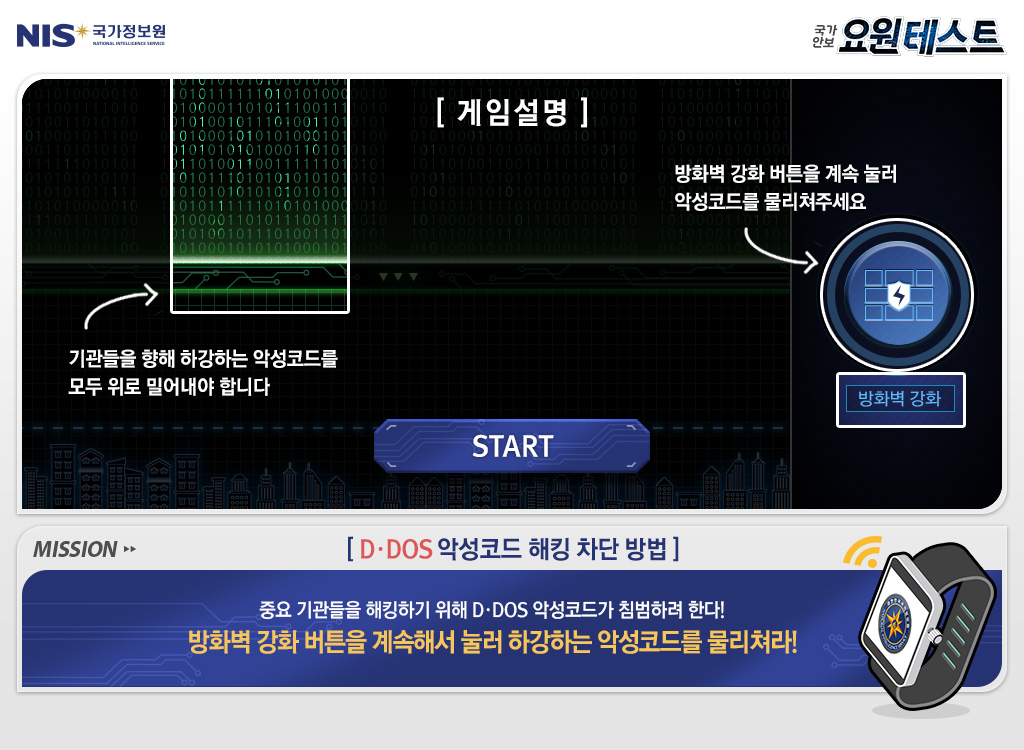 NIS 국가정보원
NATIONAL INTELLIGENCE SERVICE
국가
안보
요원테스트
[ 게임설명 ]
방화벽 강화 버튼을 계속 눌러
악성코드를 물리쳐주세요
기관들을 향해 하강하는 악성코드를
모두 위로 밀어내야 합니다
방화벽 강화
START
MISSION
[ D·DOS 악성코드 해킹 차단 방법 ]
중요 기관들을 해킹하기 위해 D·DOS 악성코드가 침범하려 한다!
방화벽 강화 버튼을 계속해서 눌러 하강하는 악성코드를 물리쳐라!